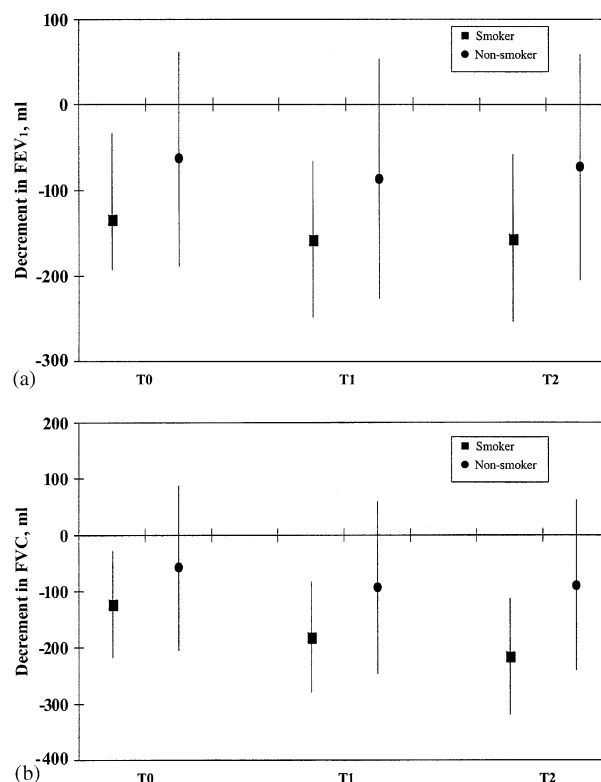 100
0
-100
-200
-300
Decrement in FEV₁, ml
Smoker
Non-smoker
T0 T1 T2
(a)
200
100
0
-100
-200
-300
-400
Decrement in FVC, ml
Smoker
Non-smoker
T0 T1 T2
(b)